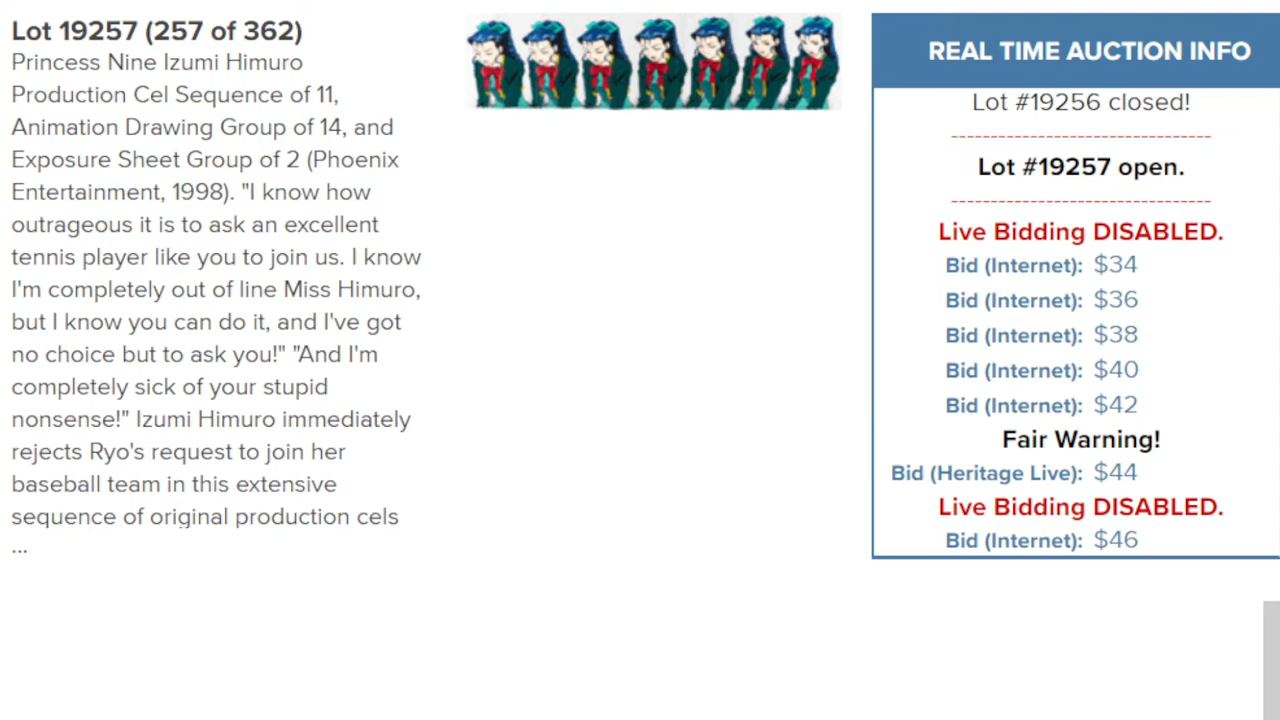 Lot 19257 (257 of 362)
Princess Nine Izumi Himuro
Production Cel Sequence of 11,
Animation Drawing Group of 14, and
Exposure Sheet Group of 2 (Phoenix
Entertainment, 1998). "I know how
outrageous it is to ask an excellent
tennis player like you to join us. I know
I'm completely out of line Miss Himuro,
but I know you can do it, and I've got
no choice but to ask you!" "And I'm
completely sick of your stupid
nonsense!" Izumi Himuro immediately
rejects Ryo's request to join her
baseball team in this extensive
sequence of original production cels
...
REAL TIME AUCTION INFO
Lot #19256 closed!
--------------------------------
Lot #19257 open.
--------------------------------
Live Bidding DISABLED.
Bid (Internet): $34
Bid (Internet): $36
Bid (Internet): $38
Bid (Internet): $40
Bid (Internet): $42
Fair Warning!
Bid (Heritage Live): $44
Live Bidding DISABLED.
Bid (Internet): $46